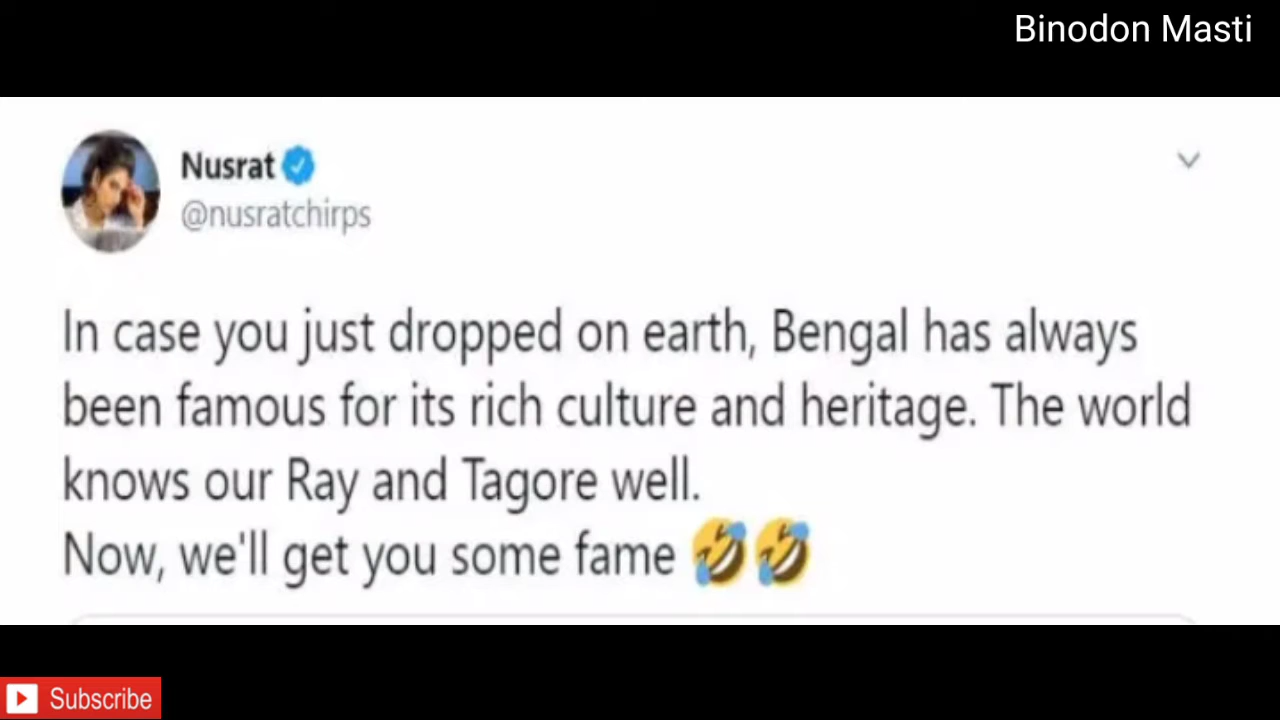 Binodon Masti
Nusrat
@nusratchirps
In case you just dropped on earth, Bengal has always
been famous for its rich culture and heritage. The world
knows our Ray and Tagore well.
Now, we'll get you some fame 🤣🤣
Subscribe